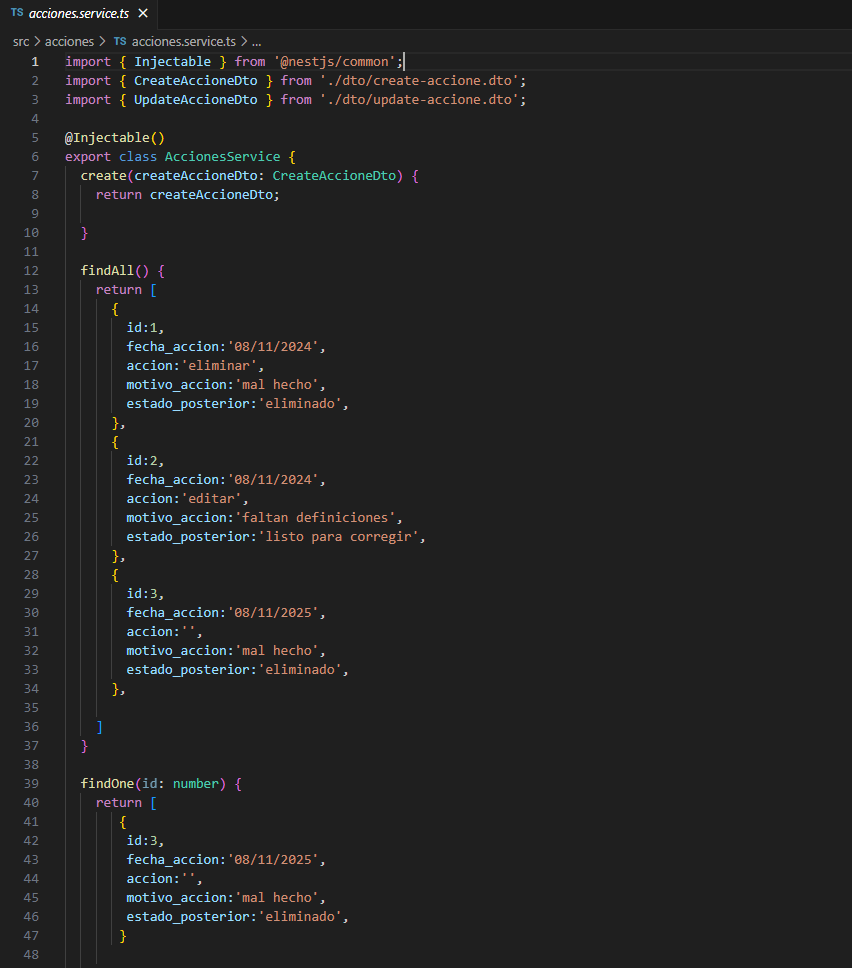 TS acciones.service.ts ×
src > acciones > TS acciones.service.ts > ...
1 import { Injectable } from '@nestjs/common';
2 import { CreateAccioneDto } from './dto/create-accione.dto';
3 import { UpdateAccioneDto } from './dto/update-accione.dto';
4
5 @Injectable()
6 export class AccionesService {
7   create(createAccioneDto: CreateAccioneDto) {
8     return createAccioneDto;
9
10   }
11
12   findAll() {
13     return [
14       {
15         id:1,
16         fecha_accion:'08/11/2024',
17         accion:'eliminar',
18         motivo_accion:'mal hecho',
19         estado_posterior:'eliminado',
20       },
21       {
22         id:2,
23         fecha_accion:'08/11/2024',
24         accion:'editar',
25         motivo_accion:'faltan definiciones',
26         estado_posterior:'listo para corregir',
27       },
28       {
29         id:3,
30         fecha_accion:'08/11/2025',
31         accion:'',
32         motivo_accion:'mal hecho',
33         estado_posterior:'eliminado',
34       },
35
36     ]
37   }
38
39   findOne(id: number) {
40     return [
41        {
42         id:3,
43         fecha_accion:'08/11/2025',
44         accion:'',
45         motivo_accion:'mal hecho',
46         estado_posterior:'eliminado',
47        }
48